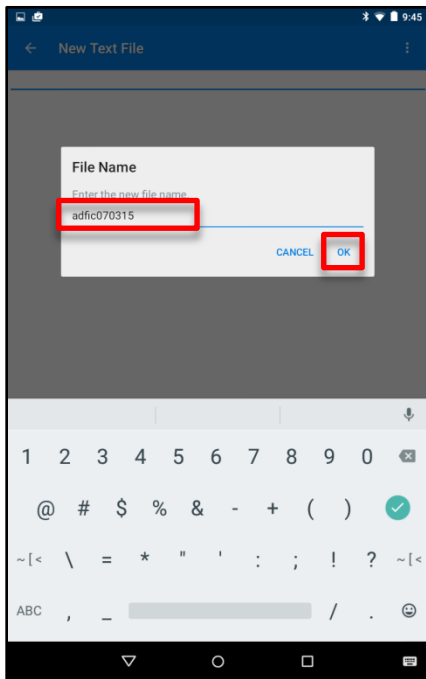 9:45
New Text File
File Name
Enter the new file name.
adfic070315
CANCEL OK
1 2 3 4 5 6 7 8 9 0
@ # $ % & - + ( )
~[< \ = * " ' : ; ! ? ~[<
ABC , _ / .